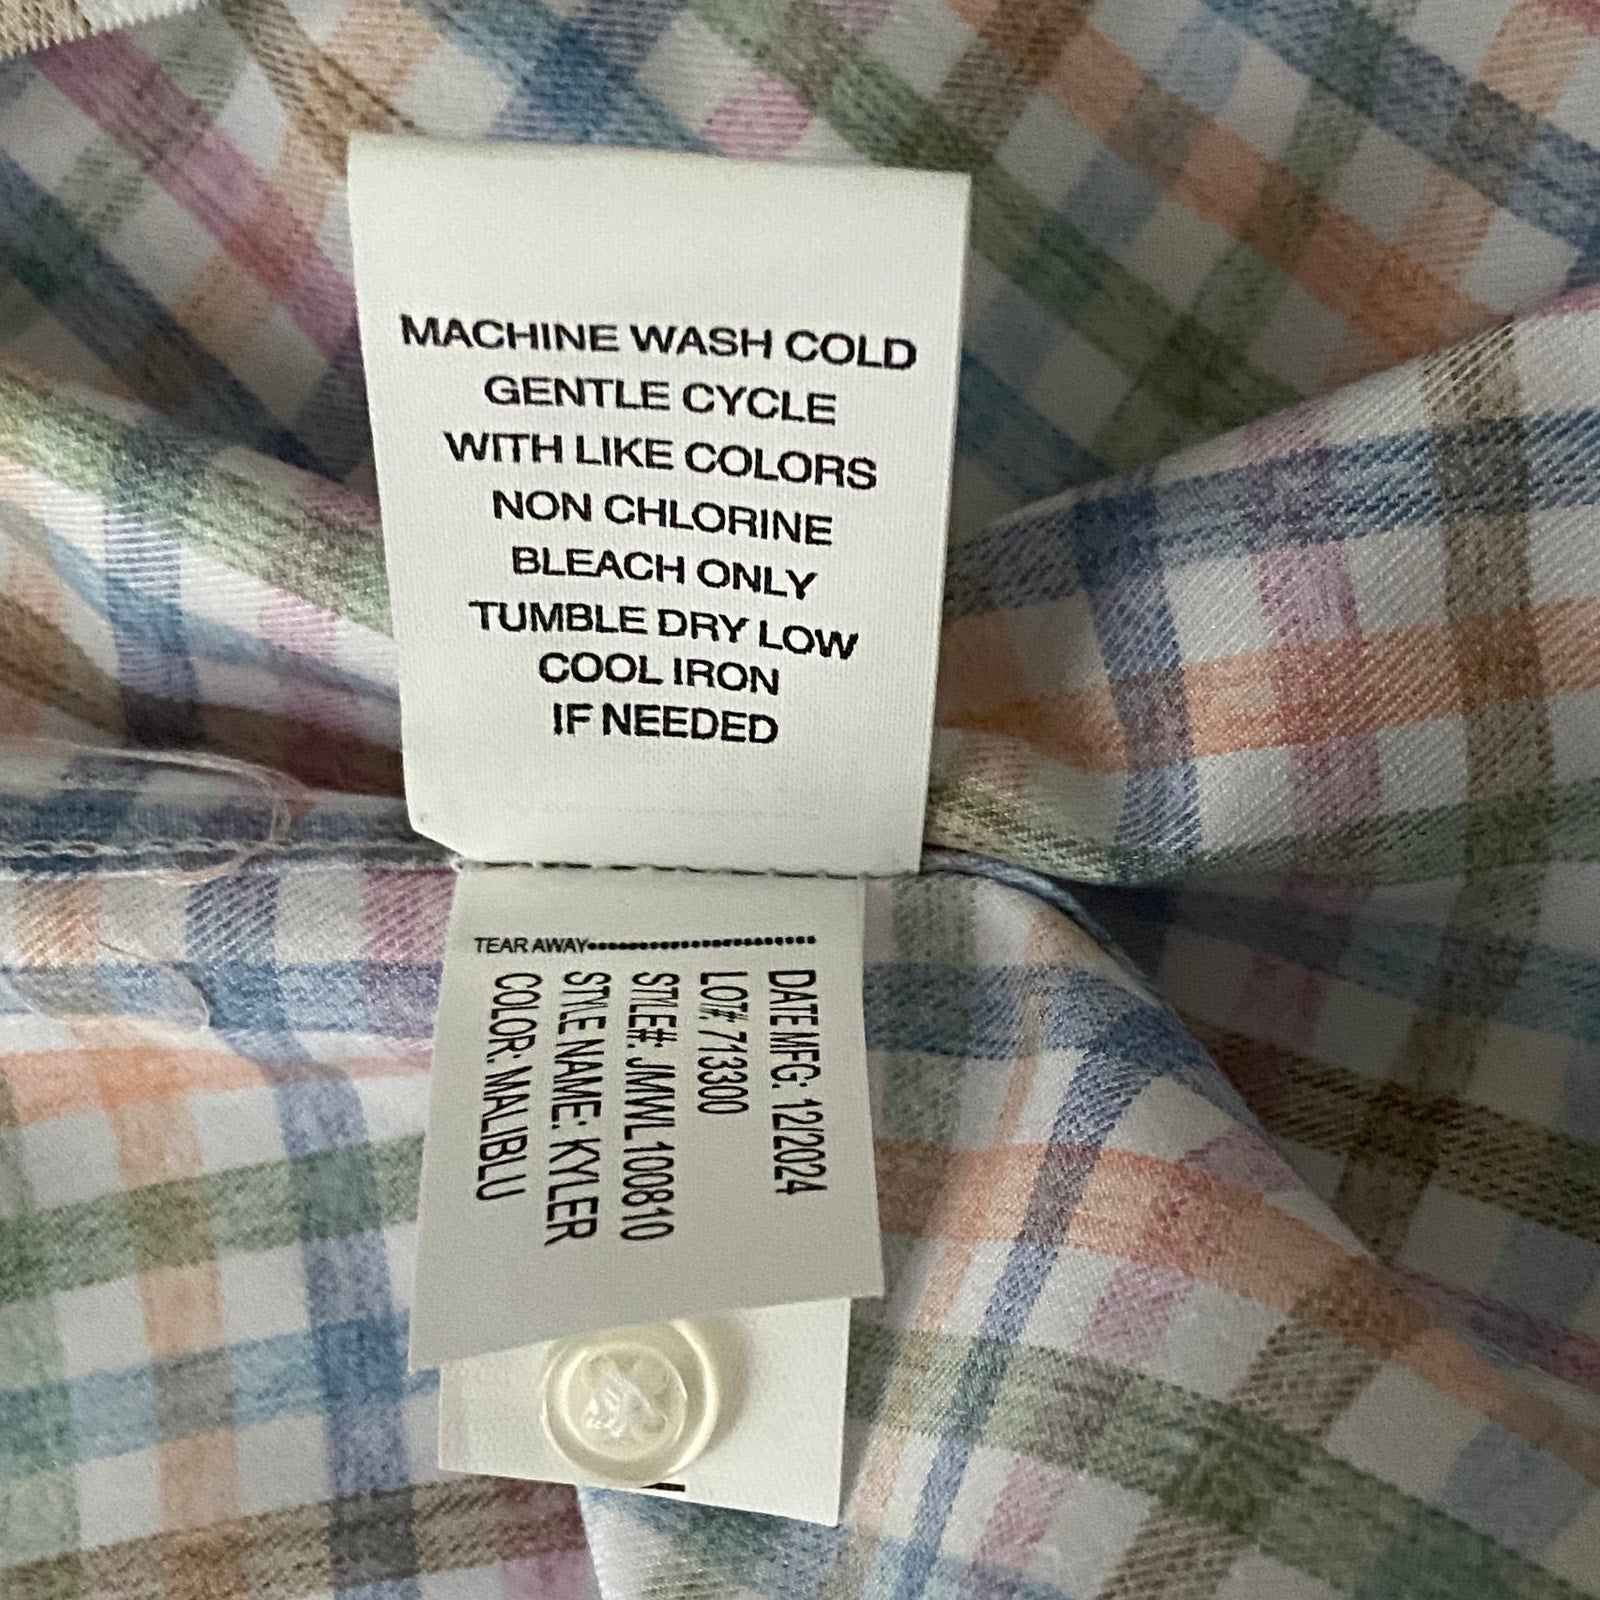 MACHINE WASH COLD
GENTLE CYCLE
WITH LIKE COLORS
NON CHLORINE
BLEACH ONLY
TUMBLE DRY LOW
COOL IRON
IF NEEDED
TEAR AWAY
DATE MFG: 12/2024
LOT# 713300
STYLE#: JMWL100810
STYLE NAME: KYLER
COLOR: MALIBLU